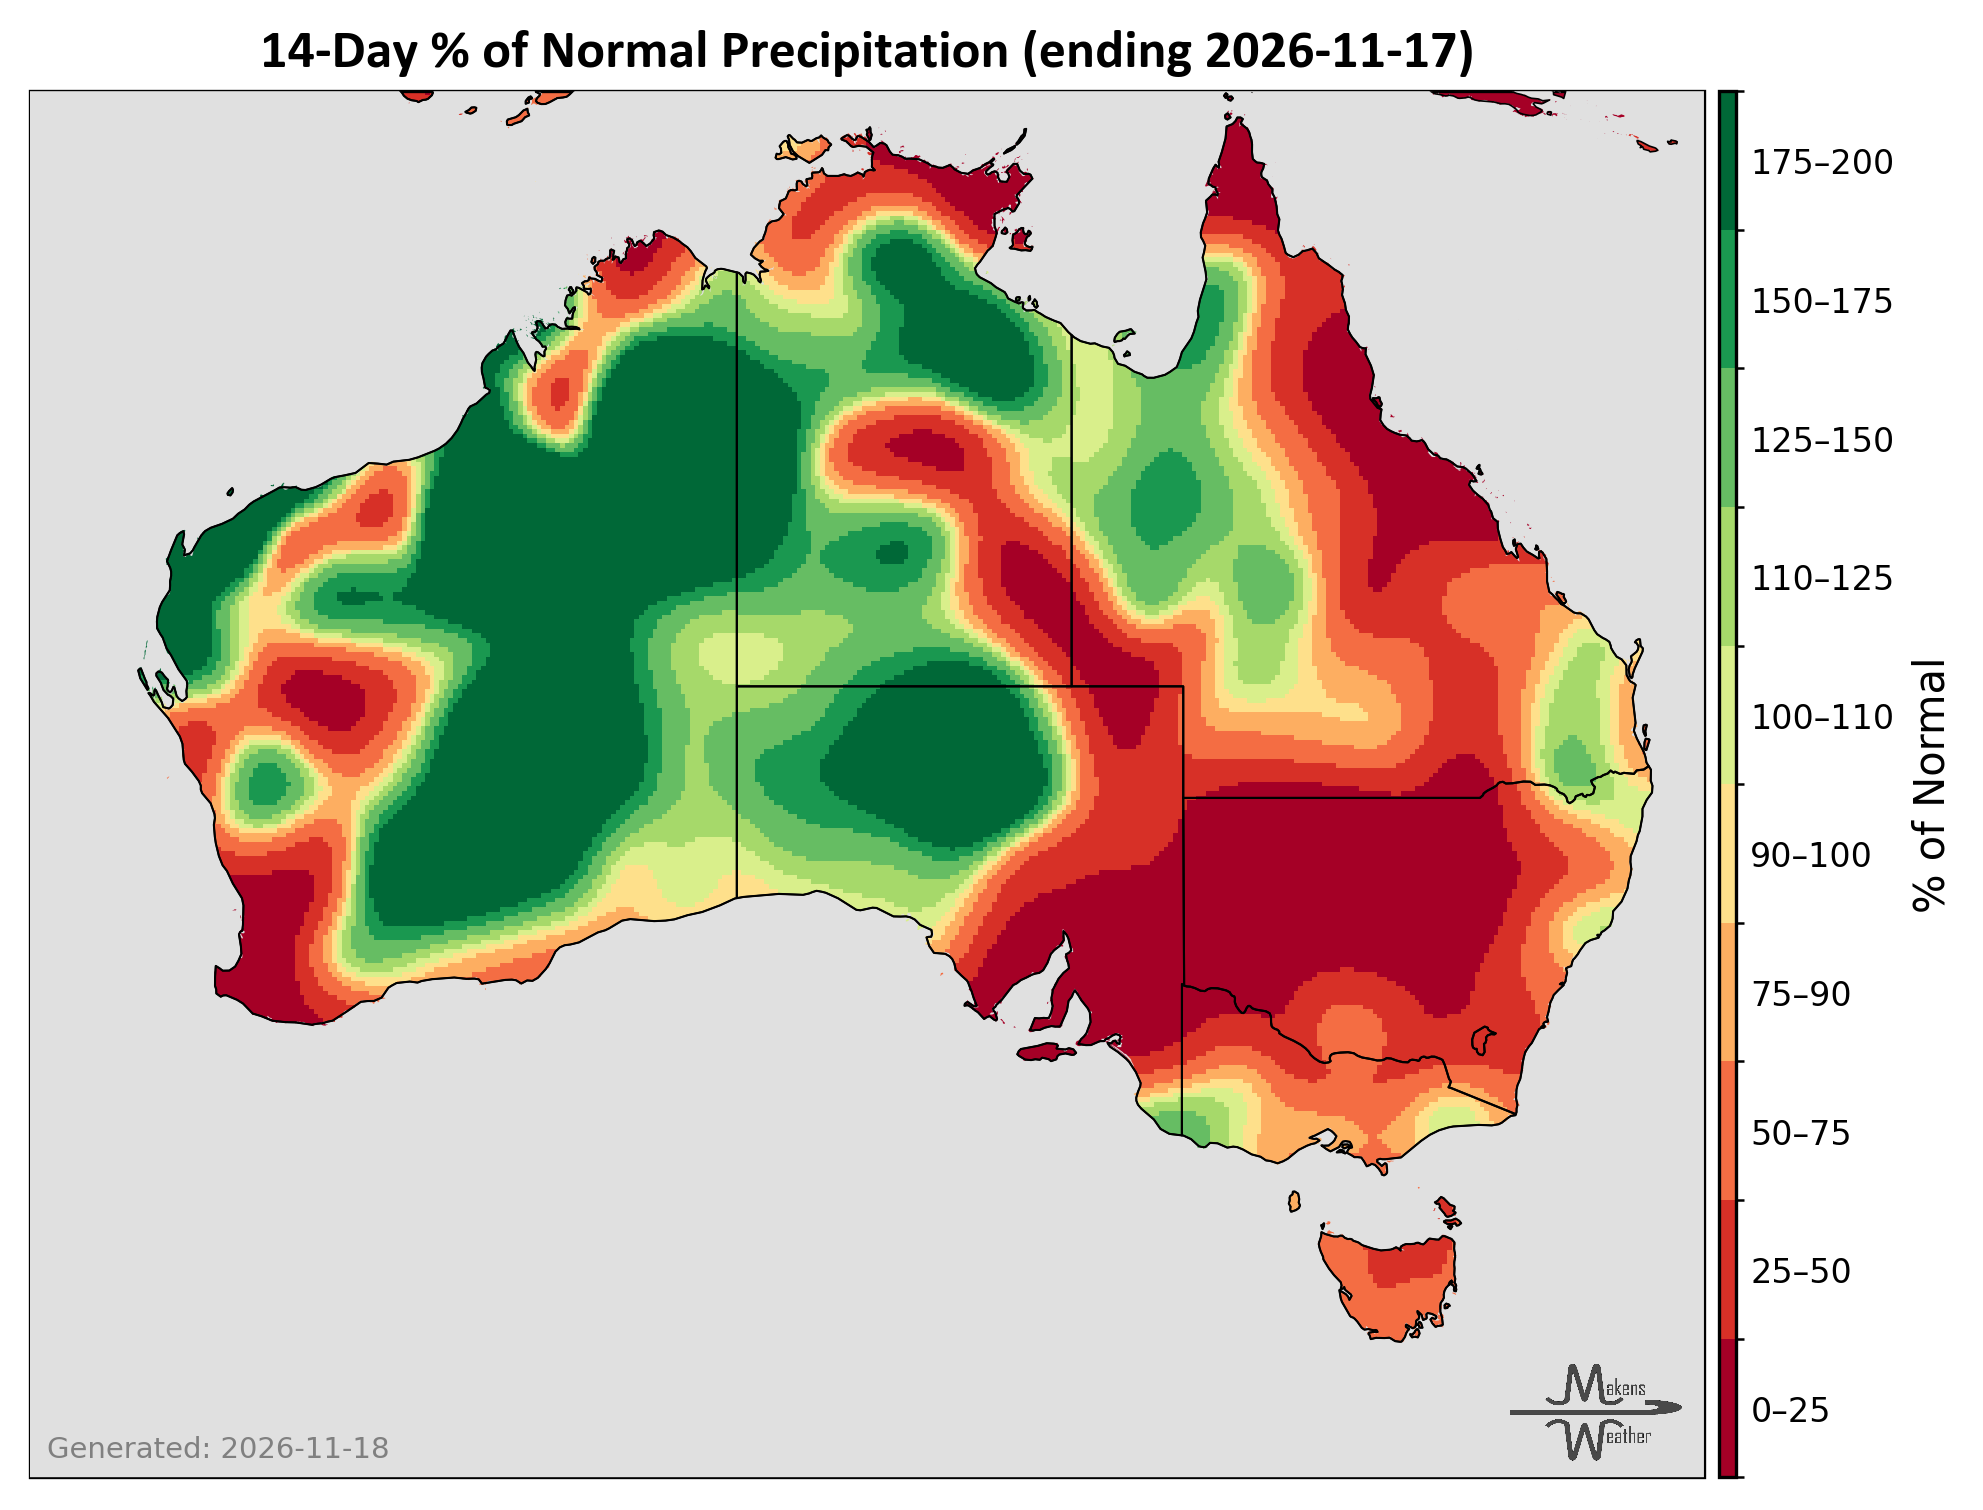 14-Day % of Normal Precipitation (ending 2026-11-17)
175–200
150–175
125–150
110–125
100–110
90–100
75–90
50–75
25–50
0–25
% of Normal
Makens
Weather
Generated: 2026-11-18